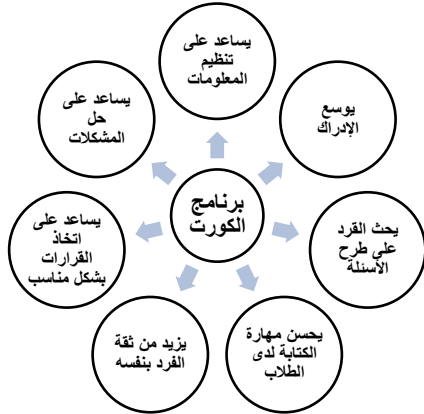 يساعد على
تنظيم
المعلومات
يوسع
الإدراك
يحث القرد
على طرح
الأسئلة
يحسن مهارة
الكتابة لدى
الطلاب
يزيد من ثقة
الفرد بنفسه
يساعد على
اتخاذ
القرارات
بشكل مناسب
يساعد على
حل
المشكلات
برنامج
الكورت